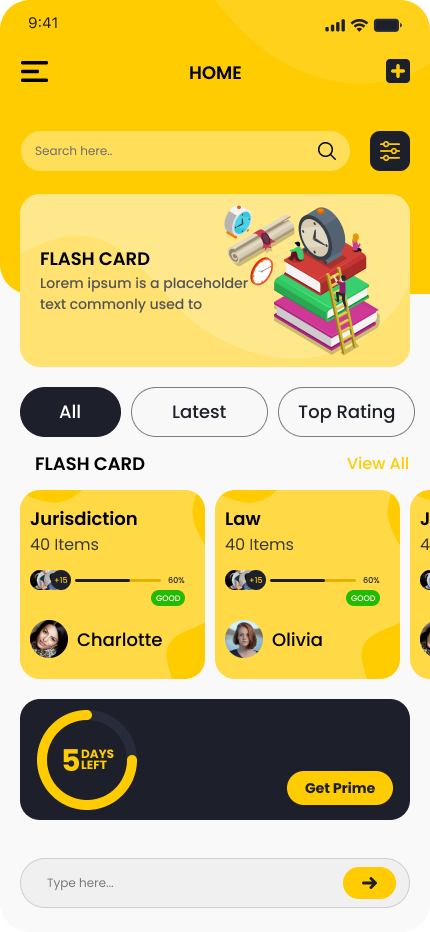 9:41
HOME
Search here..
FLASH CARD
Lorem ipsum is a placeholder
text commonly used to
All
Latest
Top Rating
FLASH CARD
View All
Jurisdiction
40 Items
+15
60%
GOOD
Charlotte
Law
40 Items
+15
60%
GOOD
Olivia
J
4
5 DAYS
LEFT
Get Prime
Type here...